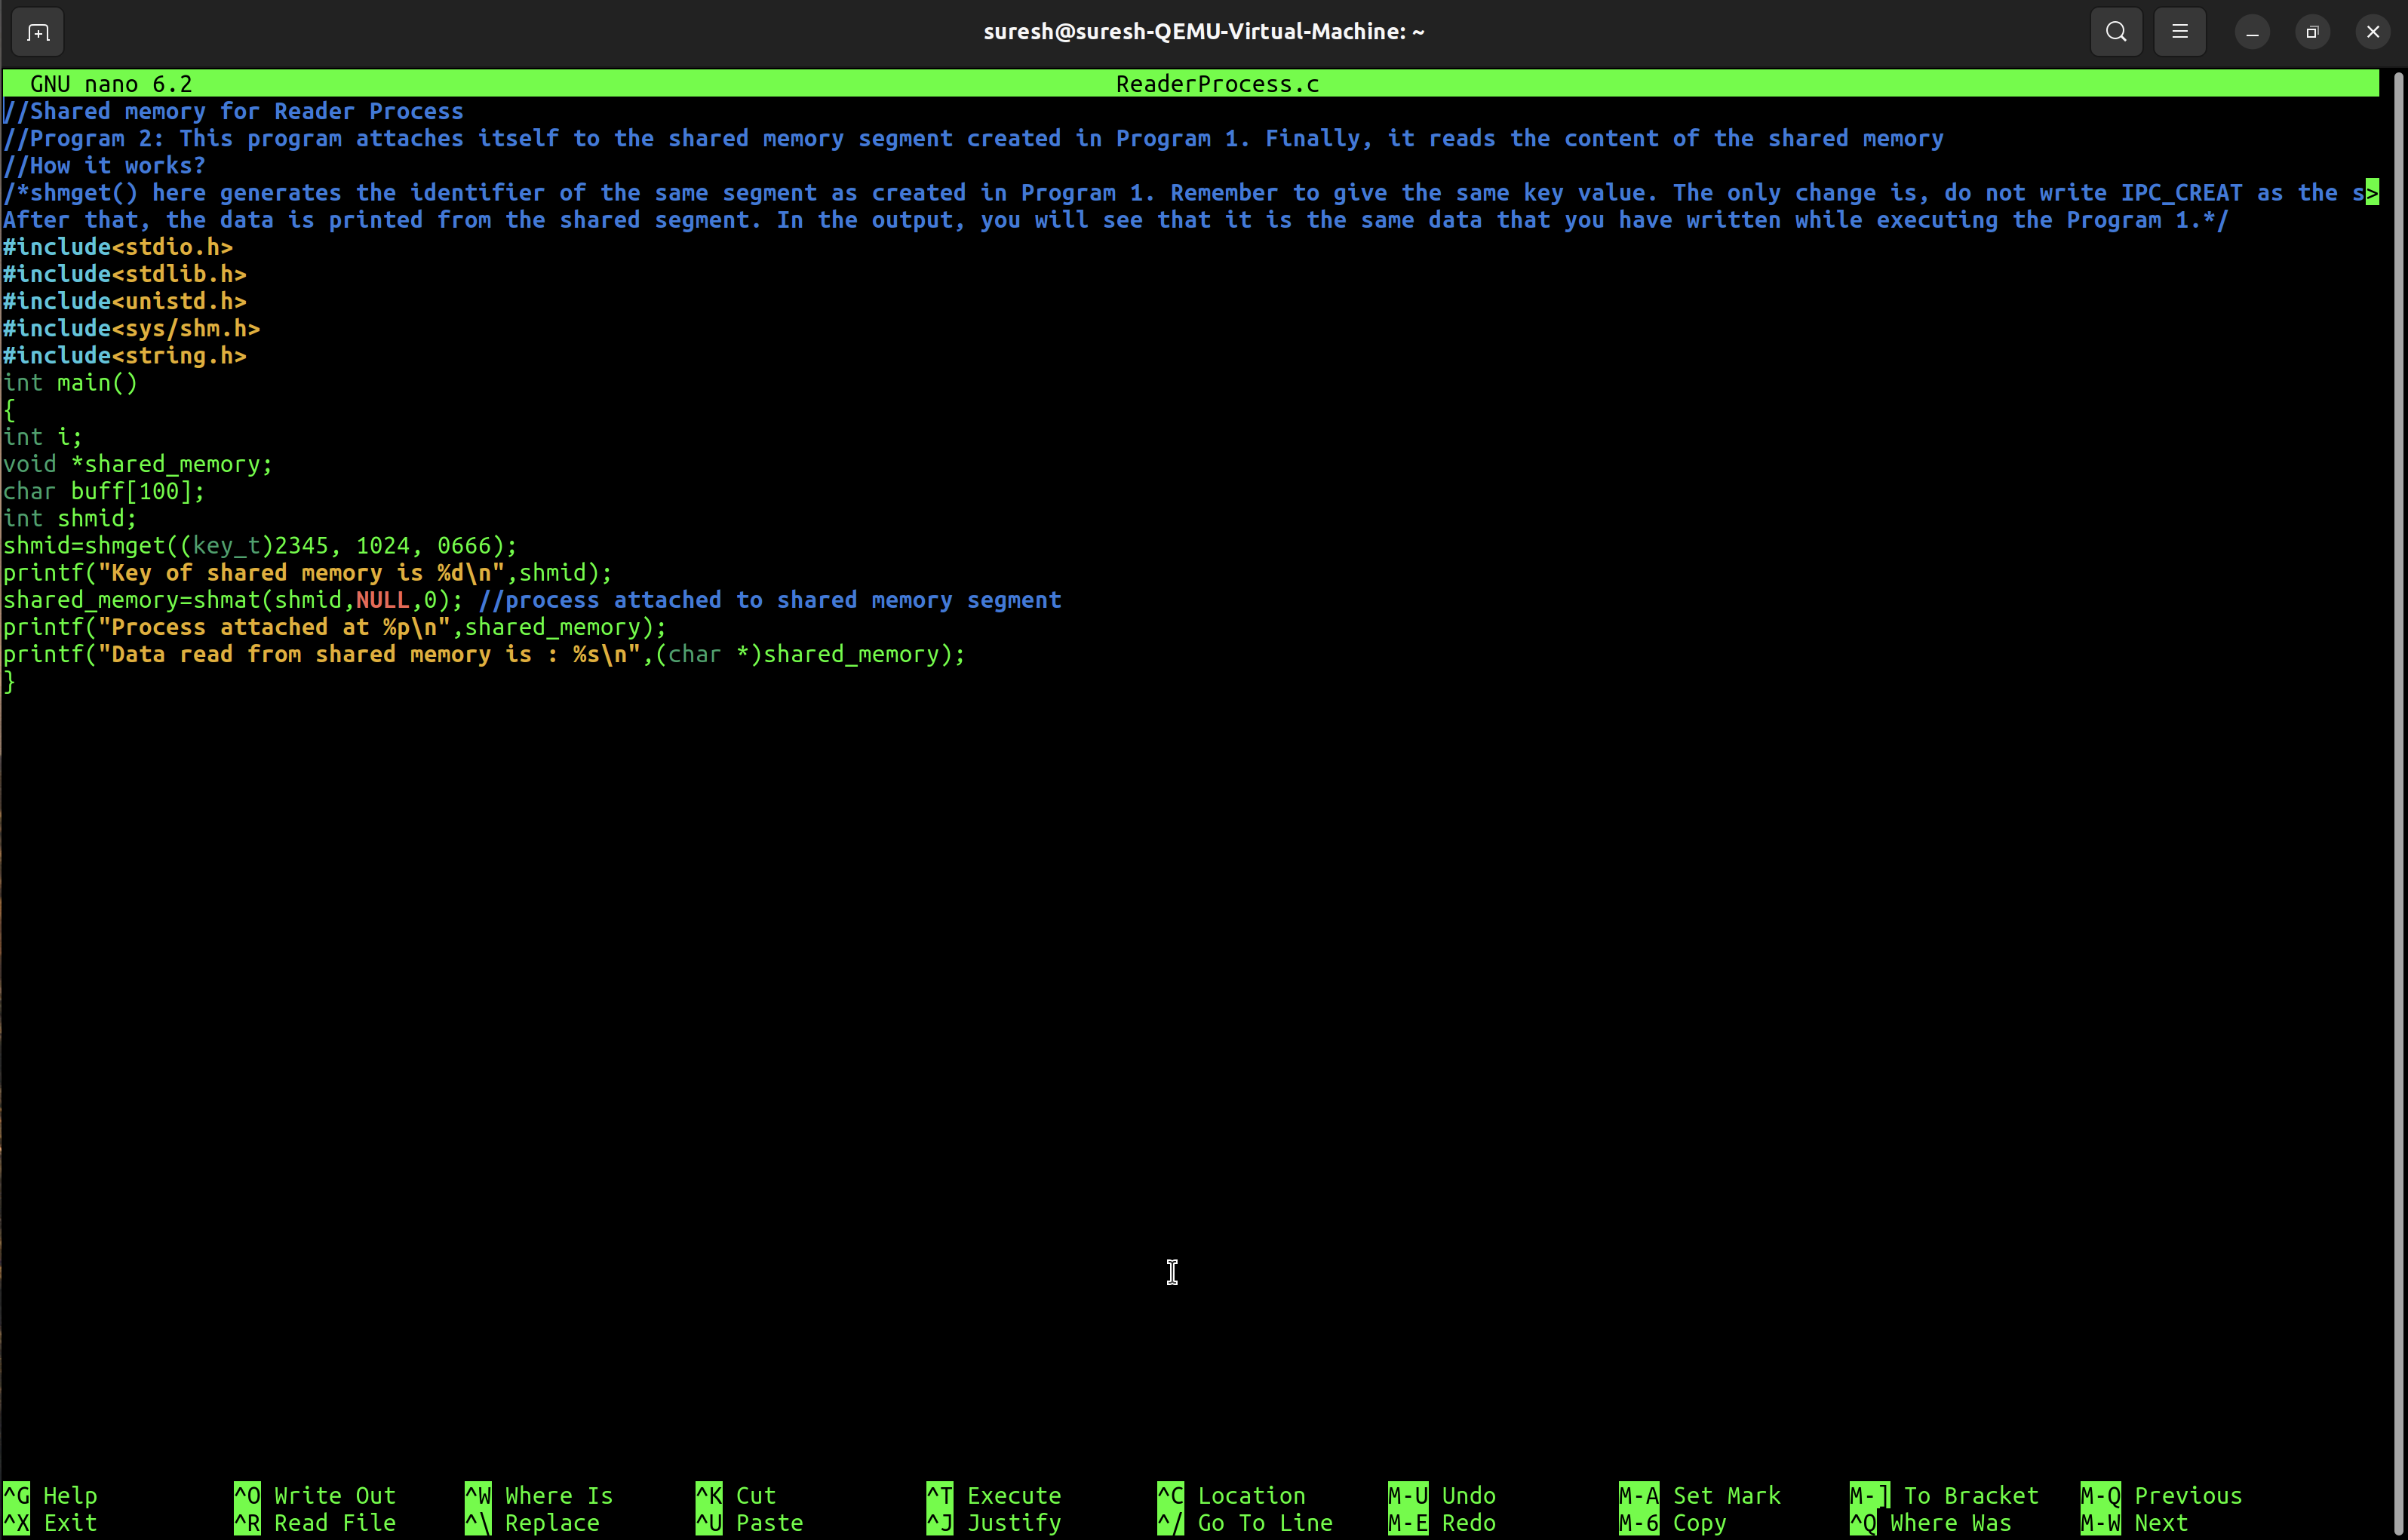 suresh@suresh-QEMU-Virtual-Machine: ~
GNU nano 6.2 ReaderProcess.c
//Shared memory for Reader Process
//Program 2: This program attaches itself to the shared memory segment created in Program 1. Finally, it reads the content of the shared memory
//How it works?
/*shmget() here generates the identifier of the same segment as created in Program 1. Remember to give the same key value. The only change is, do not write IPC_CREAT as the s>
After that, the data is printed from the shared segment. In the output, you will see that it is the same data that you have written while executing the Program 1.*/
#include<stdio.h>
#include<stdlib.h>
#include<unistd.h>
#include<sys/shm.h>
#include<string.h>
int main()
{
int i;
void *shared_memory;
char buff[100];
int shmid;
shmid=shmget((key_t)2345, 1024, 0666);
printf("Key of shared memory is %d\n",shmid);
shared_memory=shmat(shmid,NULL,0); //process attached to shared memory segment
printf("Process attached at %p\n",shared_memory);
printf("Data read from shared memory is : %s\n",(char *)shared_memory);
}
^G Help ^O Write Out ^W Where Is ^K Cut ^T Execute ^C Location M-U Undo M-A Set Mark M-] To Bracket M-Q Previous
^X Exit ^R Read File ^\ Replace ^U Paste ^J Justify ^/ Go To Line M-E Redo M-6 Copy ^Q Where Was M-W Next